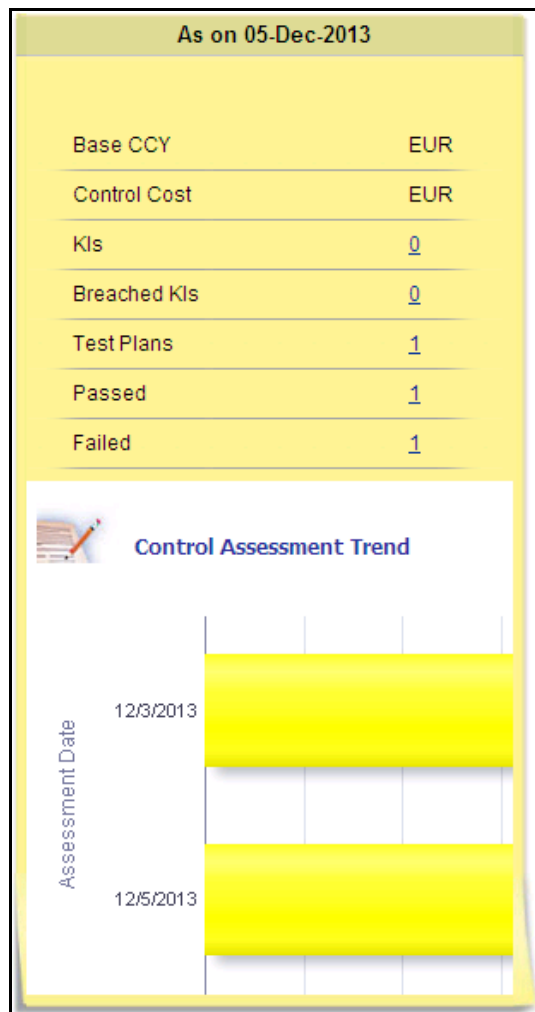 As on 05-Dec-2013
Base CCY EUR
Control Cost EUR
KIs 0
Breached KIs 0
Test Plans 1
Passed 1
Failed 1
Control Assessment Trend
Assessment Date
12/3/2013
12/5/2013